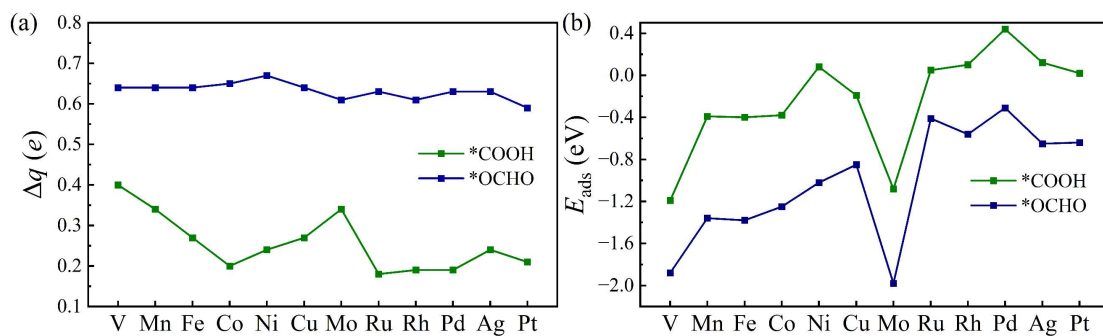 (a)
0.8
0.7
0.6
0.5
0.4
0.3
0.2
0.1
Δq (e)
*COOH
*OCHO
V Mn Fe Co Ni Cu Mo Ru Rh Pd Ag Pt
(b)
0.4
0.0
−0.4
−0.8
−1.2
−1.6
−2.0
Eads (eV)
*COOH
*OCHO
V Mn Fe Co Ni Cu Mo Ru Rh Pd Ag Pt